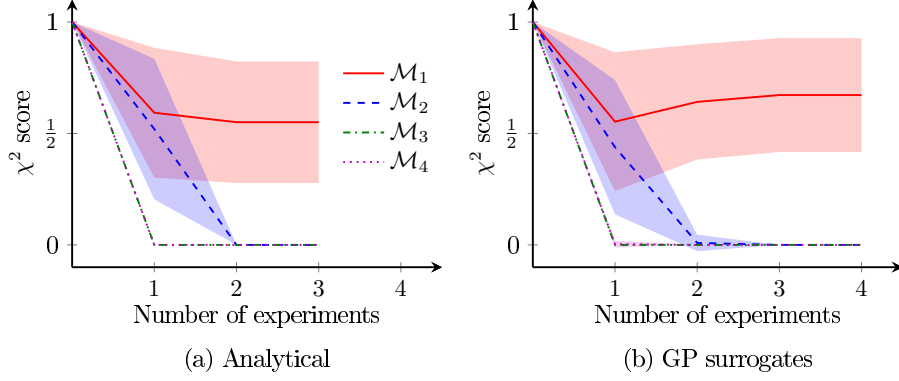 1
1/2
0
χ² score
1 2 3 4
Number of experiments
(a) Analytical
M₁
M₂
M₃
M₄
1
1/2
0
χ² score
1 2 3 4
Number of experiments
(b) GP surrogates